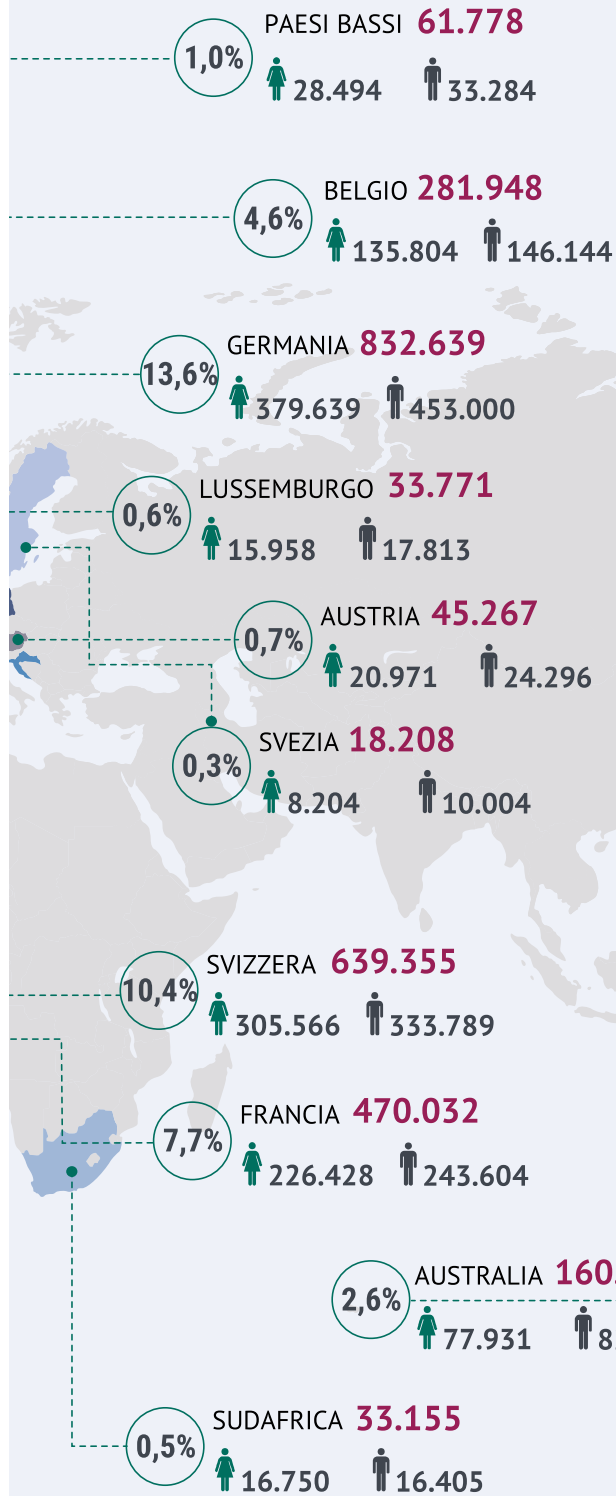 PAESI BASSI 61.778
1,0%
28.494 33.284
BELGIO 281.948
4,6%
135.804 146.144
GERMANIA 832.639
13,6%
379.639 453.000
LUSSEMBURGO 33.771
0,6%
15.958 17.813
AUSTRIA 45.267
0,7%
20.971 24.296
SVEZIA 18.208
0,3%
8.204 10.004
SVIZZERA 639.355
10,4%
305.566 333.789
FRANCIA 470.032
7,7%
226.428 243.604
AUSTRALIA 160.
2,6%
77.931 8
SUDAFRICA 33.155
0,5%
16.750 16.405